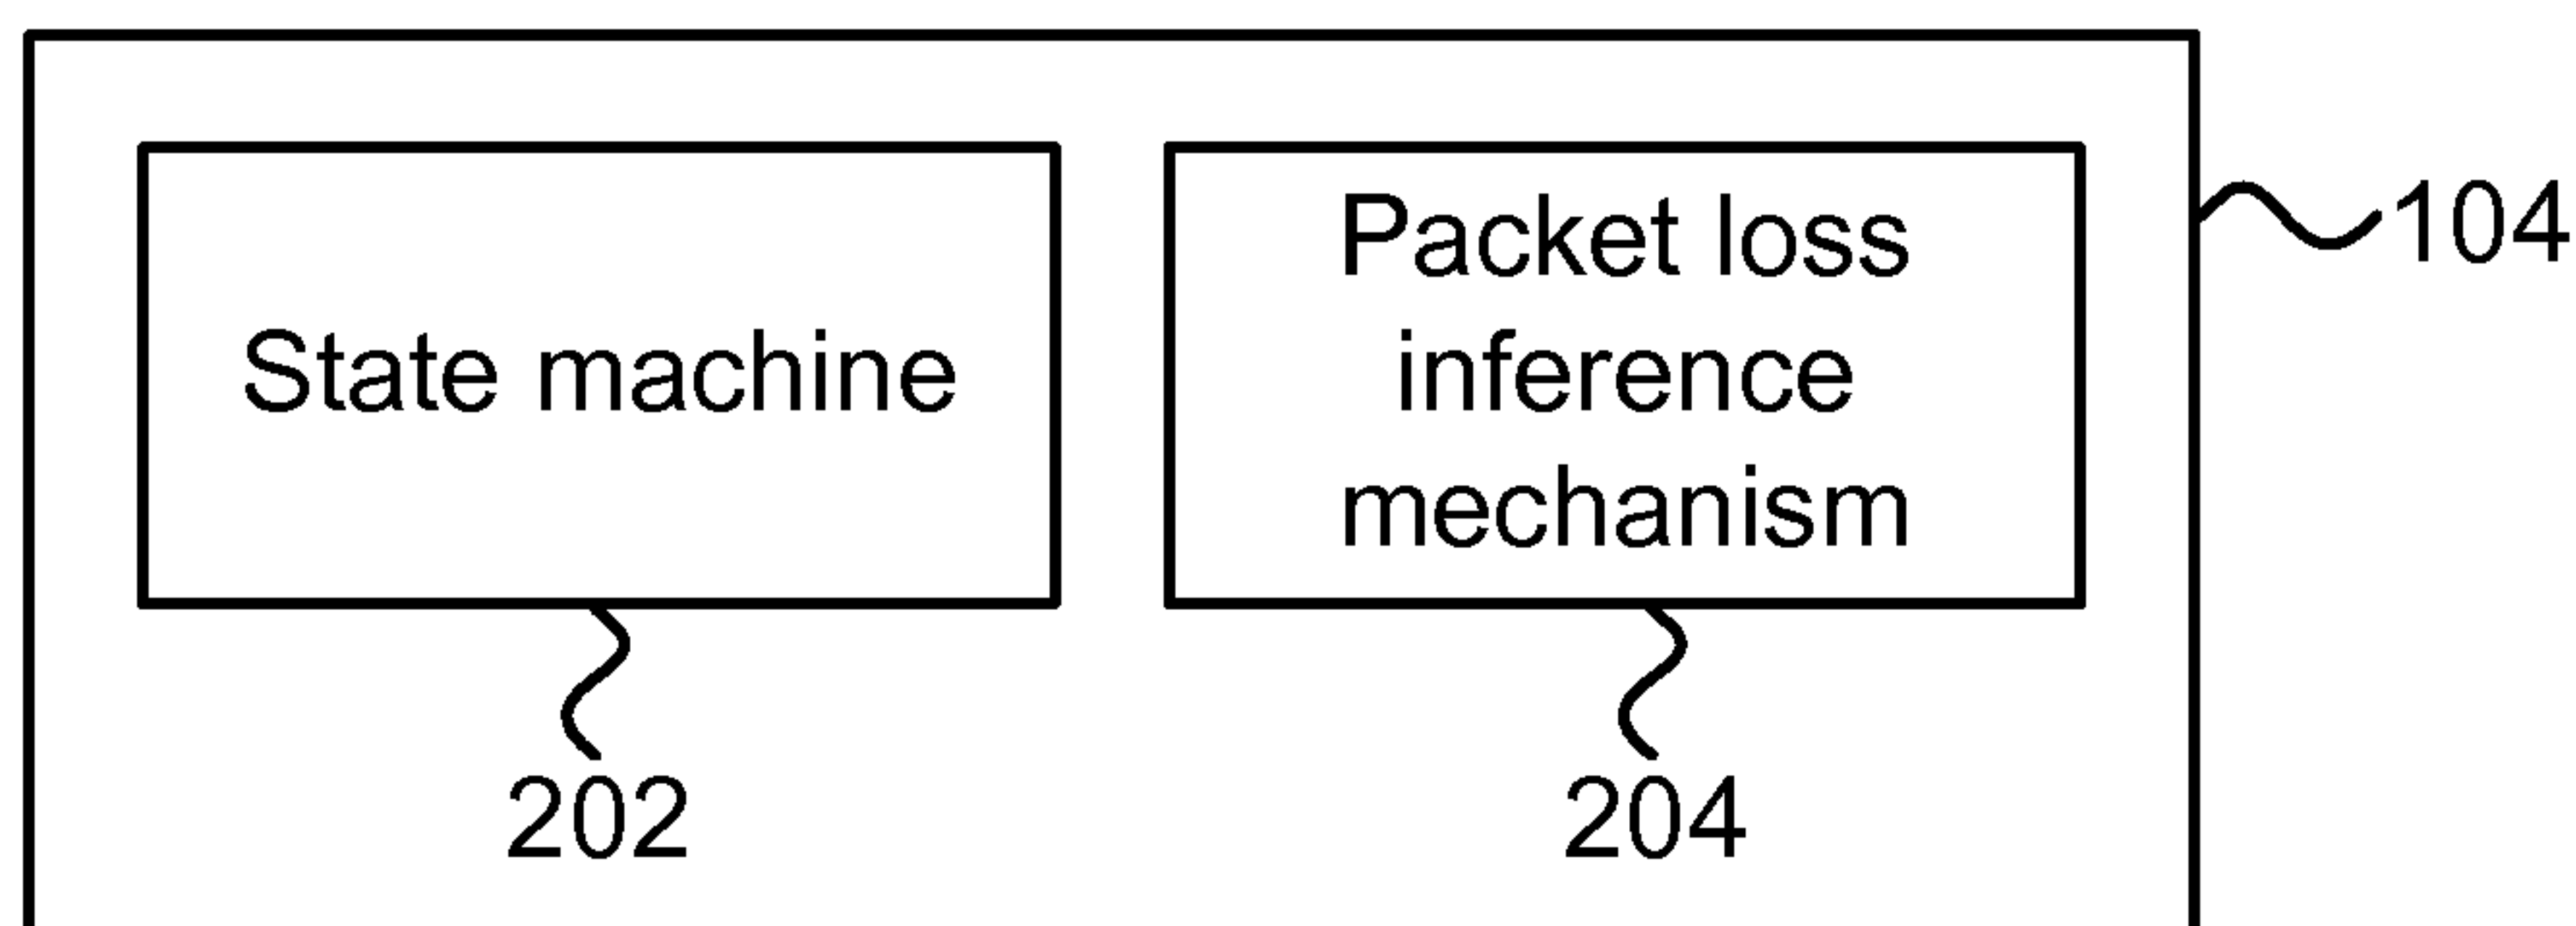 State machine
Packet loss
inference
mechanism
104
202
204